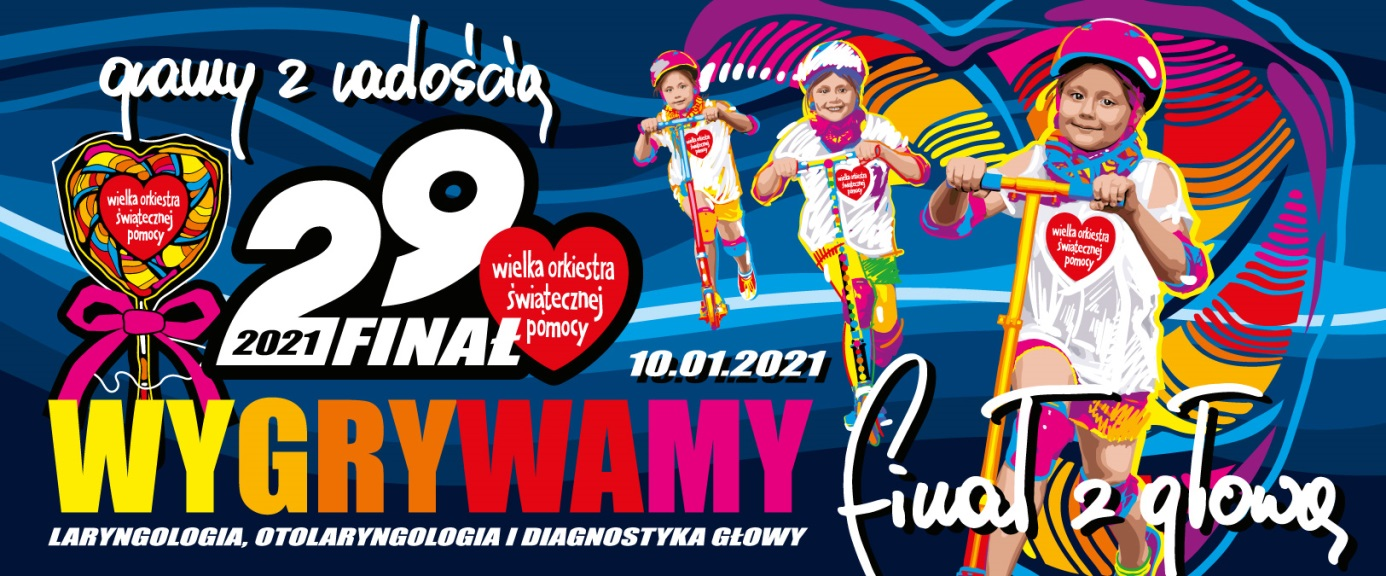 gramy z radością
wielka orkiestra
świątecznej
pomocy
29
2021 FINAŁ
wielka orkiestra
świątecznej
pomocy
10.01.2021
WYGRYWAMY
LARYNGOLOGIA, OTOLARYNGOLOGIA I DIAGNOSTYKA GŁOWY
wielka orkiestra
świątecznej
pomocy
wielka orkiestra
świątecznej
pomocy
wielka orkiestra
świątecznej
pomocy
finał z głową